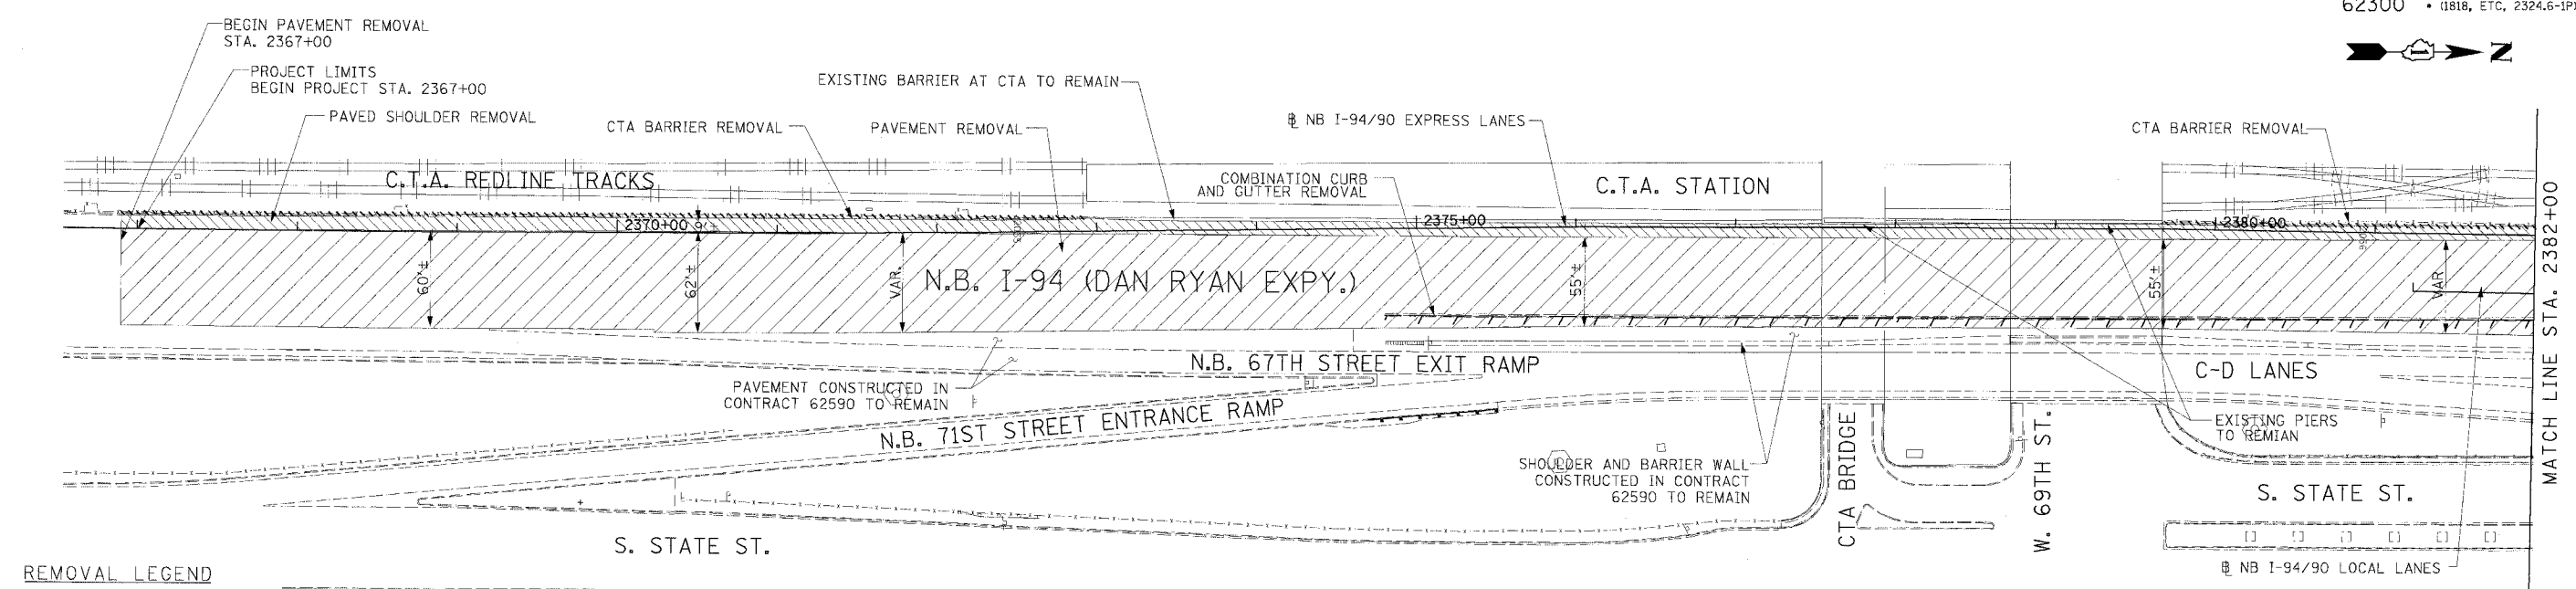 62300 • (1818, ETC, 2324.6-1P)
N
BEGIN PAVEMENT REMOVAL
STA. 2367+00
PROJECT LIMITS
BEGIN PROJECT STA. 2367+00
PAVED SHOULDER REMOVAL
CTA BARRIER REMOVAL
EXISTING BARRIER AT CTA TO REMAIN
PAVEMENT REMOVAL
NB I-94/90 EXPRESS LANES
CTA BARRIER REMOVAL
C.T.A. REDLINE TRACKS
COMBINATION CURB
AND GUTTER REMOVAL
C.T.A. STATION
2370+00
9'±
2375+00
2380+00
60'±
62'±
VAR.
N.B. I-94 (DAN RYAN EXPY.)
55'±
55'±
VAR
MATCH LINE STA. 2382+00
N.B. 67TH STREET EXIT RAMP
C-D LANES
PAVEMENT CONSTRUCTED IN
CONTRACT 62590 TO REMAIN
N.B. 71ST STREET ENTRANCE RAMP
EXISTING PIERS
TO REMIAN
SHOULDER AND BARRIER WALL
CONSTRUCTED IN CONTRACT
62590 TO REMAIN
CTA BRIDGE
W. 69TH ST.
S. STATE ST.
S. STATE ST.
NB I-94/90 LOCAL LANES
REMOVAL LEGEND